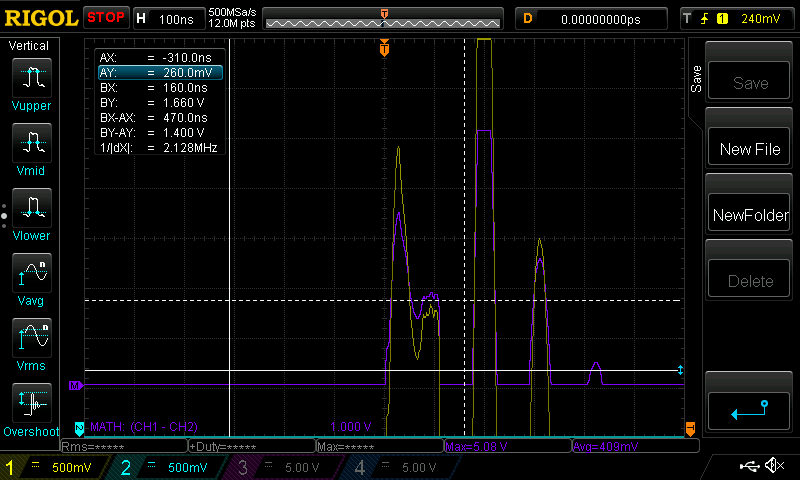 RIGOL STOP H 100ns 500MSa/s 12.0M pts T D 0.00000000ps T 1 240mV
Vertical
Vupper
Vmid
Vlower
n
Vavg
n
Vrms
Overshoot
AX: = -310.0ns
AY: = 260.0mV
BX: = 160.0ns
BY: = 1.660 V
BX-AX: = 470.0ns
BY-AY: = 1.400 V
1/|dX|: = 2.128MHz
T
M
2 MATH: (CH1 - CH2) 1.000 V T
Rms=***** +Duty=***** Max=***** Max=5.08 V Avg=409mV
1 500mV 2 500mV 3 5.00 V 4 5.00 V
Save
Save
New File
NewFolder
Delete